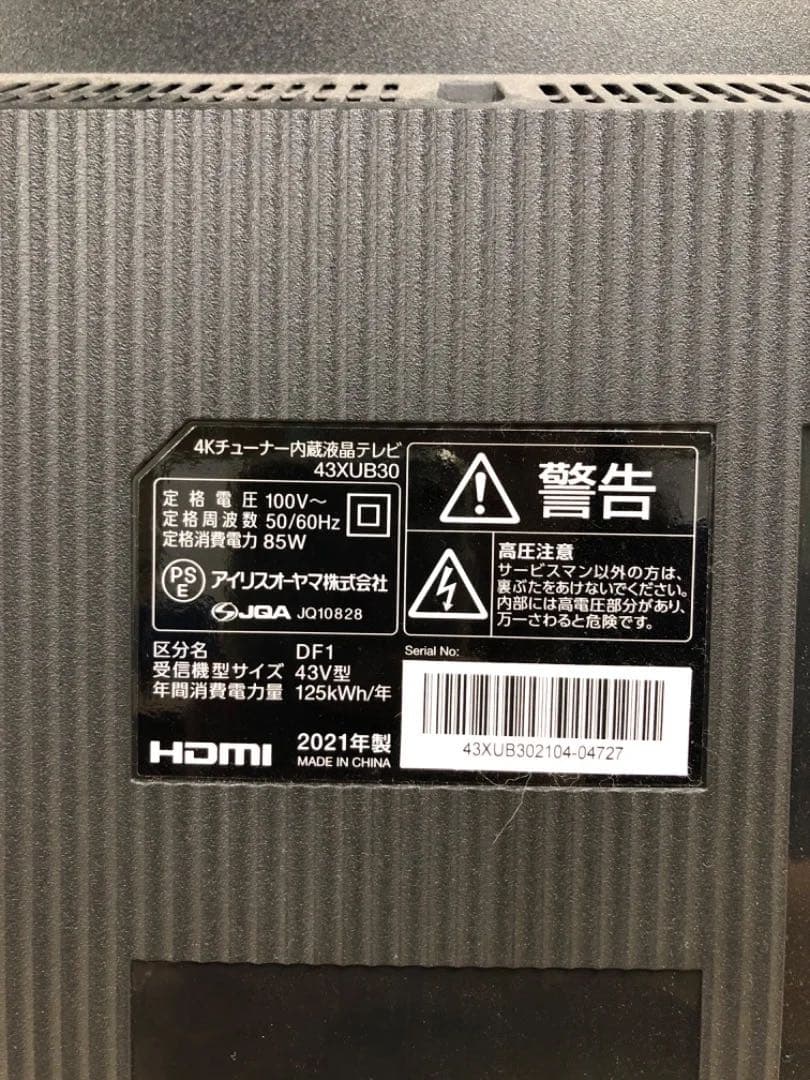 4Kチューナー内蔵液晶テレビ
43XUB30
定格電圧 100V～
定格周波数 50/60Hz
定格消費電力 85W
PSE
アイリスオーヤマ株式会社
JQA JQ10828
区分名 DF1
受信機型サイズ 43V型
年間消費電力量 125kWh/年
HDMI
2021年製
MADE IN CHINA
警告
高圧注意
サービスマン以外の方は、
裏ぶたをあけないでください。
内部には高電圧部分があり、
万一さわると危険です。
Serial No:
43XUB302104-04727